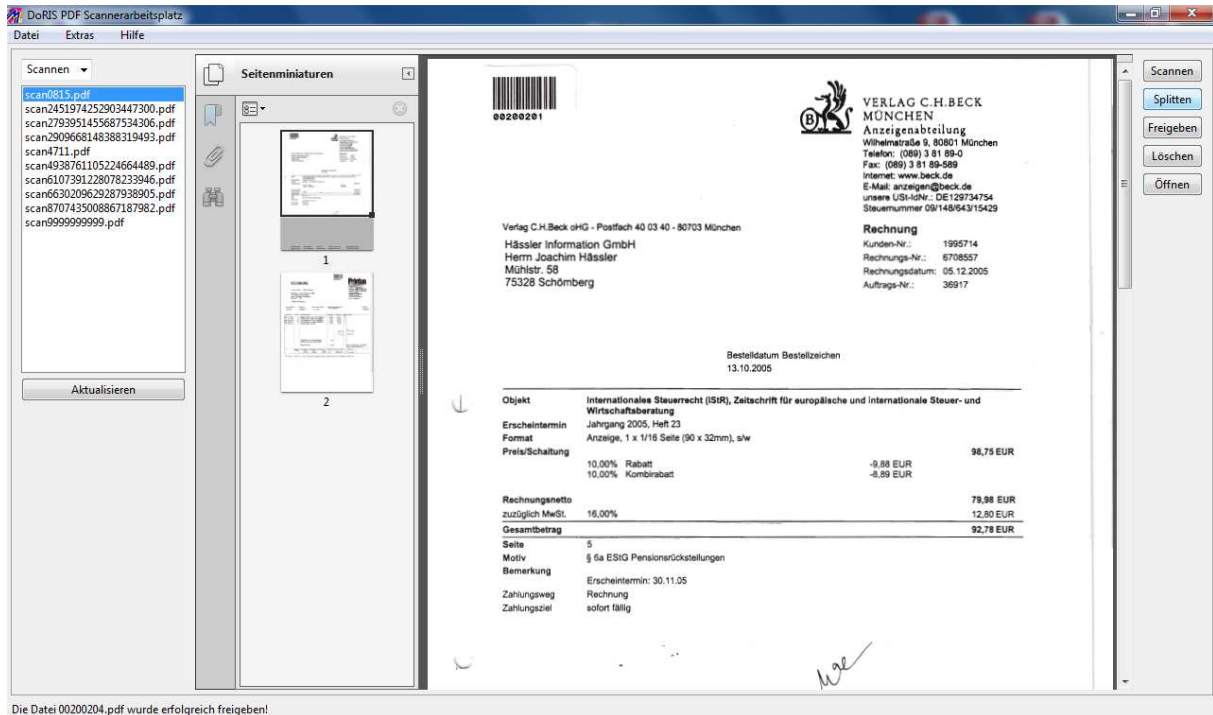 DoRIS PDF Scannerarbeitsplatz
Datei Extras Hilfe
Scannen
scan0815.pdf
scan2451974252903447300.pdf
scan2793951455687534306.pdf
scan2909668148388319493.pdf
scan4711.pdf
scan4938761105224664489.pdf
scan6107391228078233946.pdf
scan6630209629287938905.pdf
scan8707435008867187982.pdf
scan9999999999.pdf
Aktualisieren
Seitenminiaturen
1
2
00200201
B
VERLAG C.H.BECK
MÜNCHEN
Anzeigenabteilung
Wilhelmstraße 9, 80801 München
Telefon: (089) 3 81 89-0
Fax: (089) 3 81 89-589
Internet: www.beck.de
E-Mail: anzeigen@beck.de
unsere USt-IdNr.: DE129734754
Steuernummer 09/148/643/15429
Verlag C.H.Beck oHG - Postfach 40 03 40 - 80703 München
Hässler Information GmbH
Herrn Joachim Hässler
Mühlstr. 58
75328 Schömberg
Rechnung
Kunden-Nr.: 1995714
Rechnungs-Nr.: 6708557
Rechnungsdatum: 05.12.2005
Auftrags-Nr.: 36917
Bestelldatum Bestellzeichen
13.10.2005
Objekt Internationales Steuerrecht (IStR), Zeitschrift für europäische und internationale Steuer- und
Wirtschaftsberatung
Erscheintermin Jahrgang 2005, Heft 23
Format Anzeige, 1 x 1/16 Seite (90 x 32mm), s/w
Preis/Schaltung 98,75 EUR
10,00% Rabatt -9,88 EUR
10,00% Kombirabatt -8,89 EUR
Rechnungsnetto 79,98 EUR
zuzüglich MwSt. 16,00% 12,80 EUR
Gesamtbetrag 92,78 EUR
Seite 5
Motiv § 6a EStG Pensionsrückstellungen
Bemerkung
Erscheintermin: 30.11.05
Zahlungsweg Rechnung
Zahlungsziel sofort fällig
Scannen
Splitten
Freigeben
Löschen
Öffnen
Die Datei 00200204.pdf wurde erfolgreich freigeben!